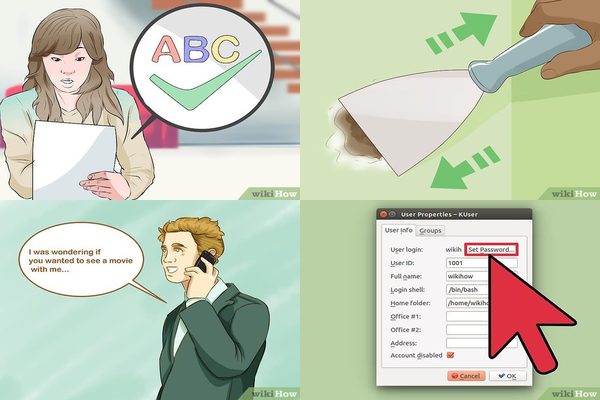 ABC
wikiHow
wikiHow
I was wondering if
you wanted to see a movie
with me...
wikiHow
User Properties – KUser
User Info Groups
User login: wikih Set Password...
User ID: 1001
Full name: wikihow
Login shell: /bin/bash
Home folder: /home/wikiho
Office #1:
Office #2:
Address:
Account disabled
Cancel OK
wikiHow